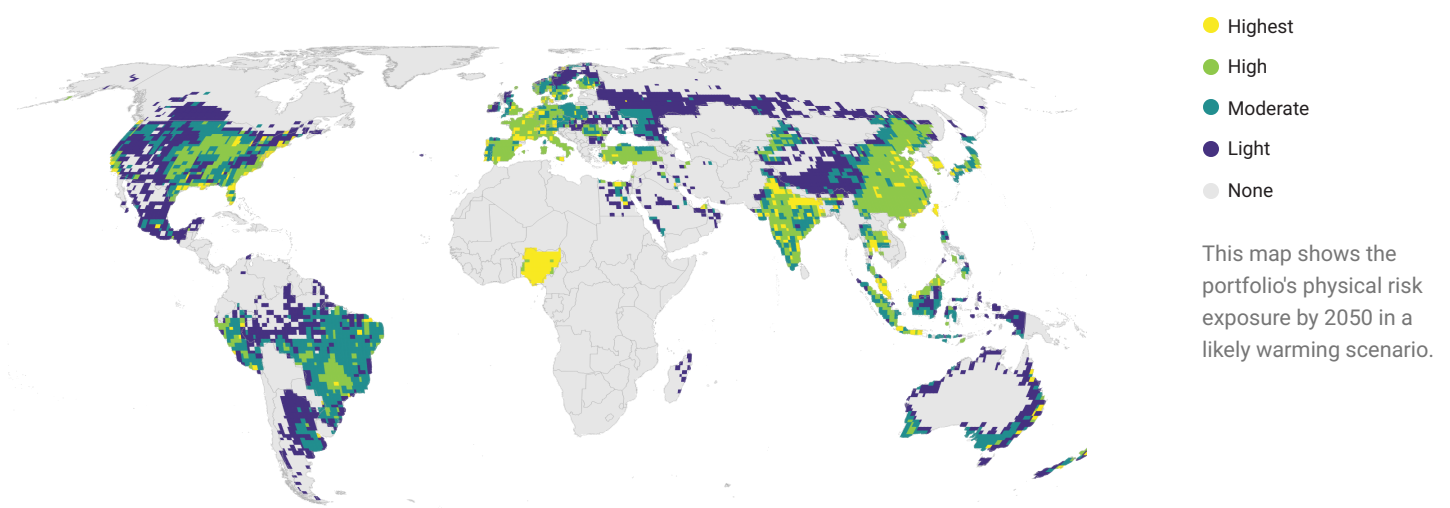 Highest
High
Moderate
Light
None
This map shows the
portfolio's physical risk
exposure by 2050 in a
likely warming scenario.